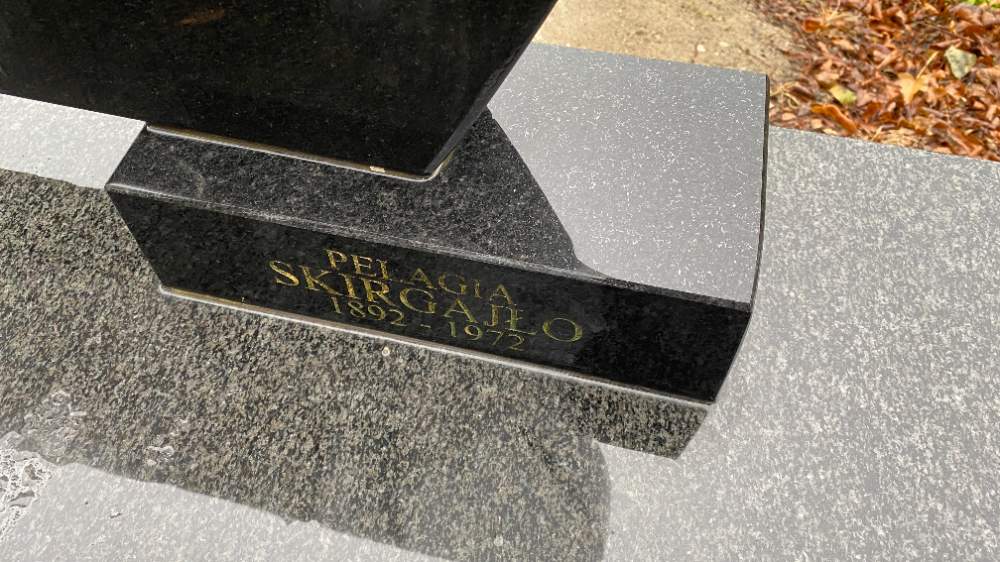 PELAGIA
SKIRGAJŁO
1892 - 1972